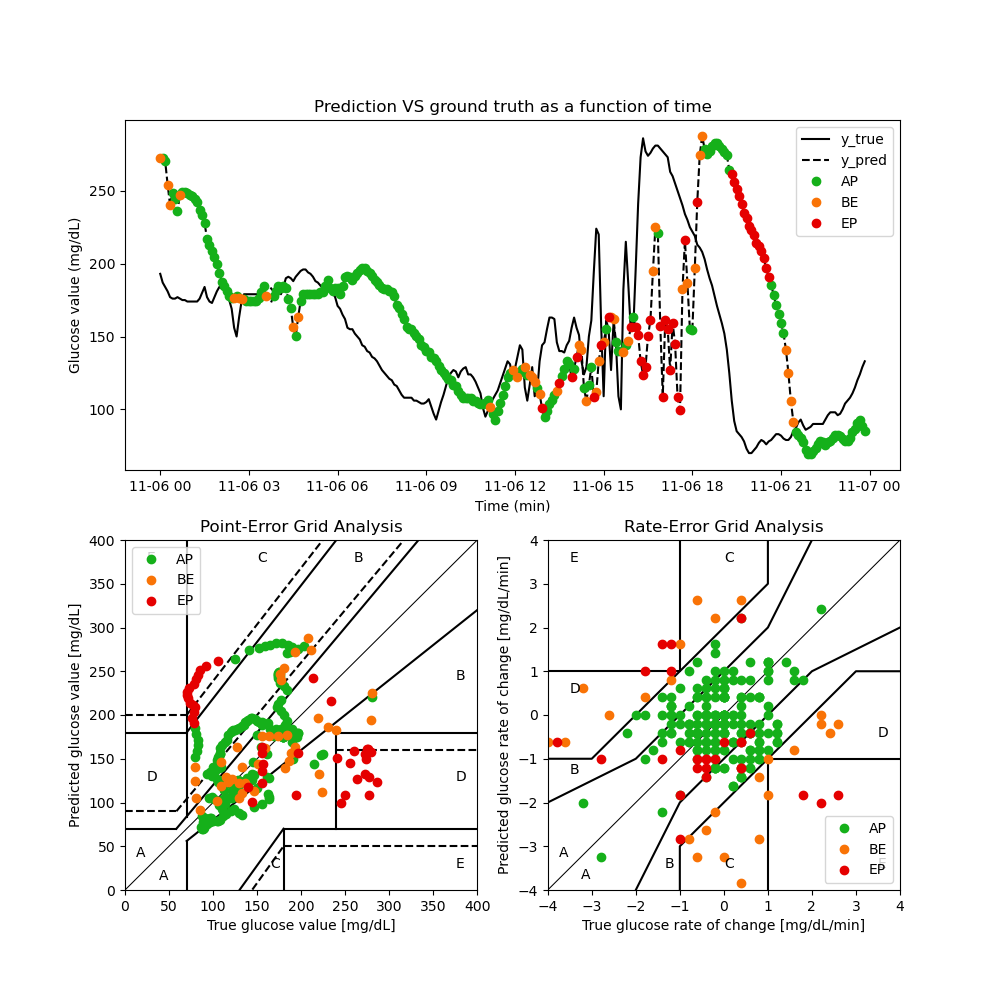 Prediction VS ground truth as a function of time
Glucose value (mg/dL)
250
200
150
100
y_true
y_pred
AP
BE
EP
11-06 00 11-06 03 11-06 06 11-06 09 11-06 12 11-06 15 11-06 18 11-06 21 11-07 00
Time (min)
Point-Error Grid Analysis
Predicted glucose value [mg/dL]
400
350
300
250
200
150
100
50
0
AP
BE
EP
C
B
B
D
D
A
A
C
E
0 50 100 150 200 250 300 350 400
True glucose value [mg/dL]
Rate-Error Grid Analysis
Predicted glucose rate of change [mg/dL/min]
4
3
2
1
0
−1
−2
−3
−4
E
C
D
D
B
A
A
B
C
AP
BE
EP
−4 −3 −2 −1 0 1 2 3 4
True glucose rate of change [mg/dL/min]